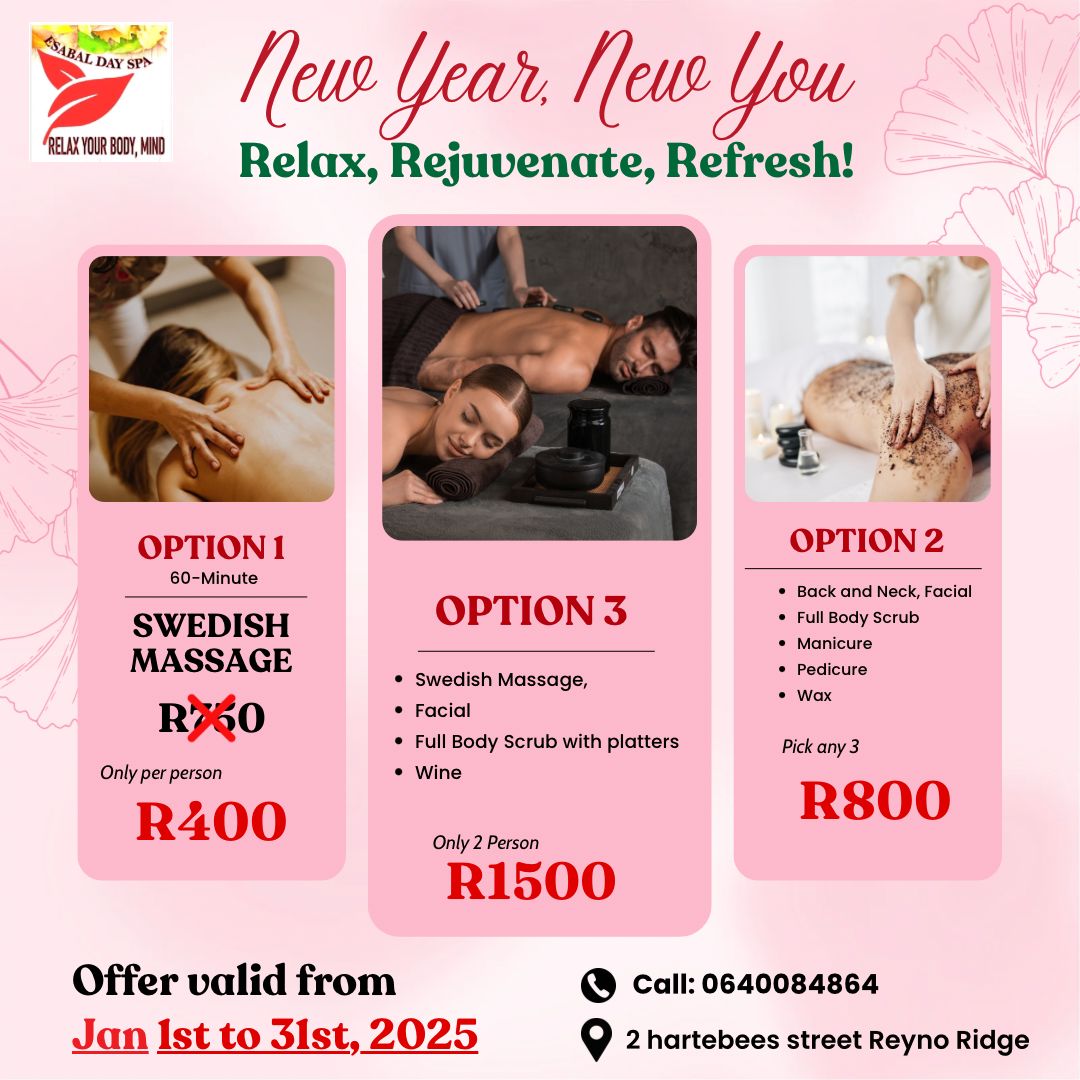 ESABAL DAY SPA
RELAX YOUR BODY, MIND
New Year, New You
Relax, Rejuvenate, Refresh!
OPTION 1
60-Minute
SWEDISH
MASSAGE
R750
Only per person
R400
OPTION 3
• Swedish Massage,
• Facial
• Full Body Scrub with platters
• Wine
Only 2 Person
R1500
OPTION 2
• Back and Neck, Facial
• Full Body Scrub
• Manicure
• Pedicure
• Wax
Pick any 3
R800
Offer valid from
Jan 1st to 31st, 2025
Call: 0640084864
2 hartebees street Reyno Ridge